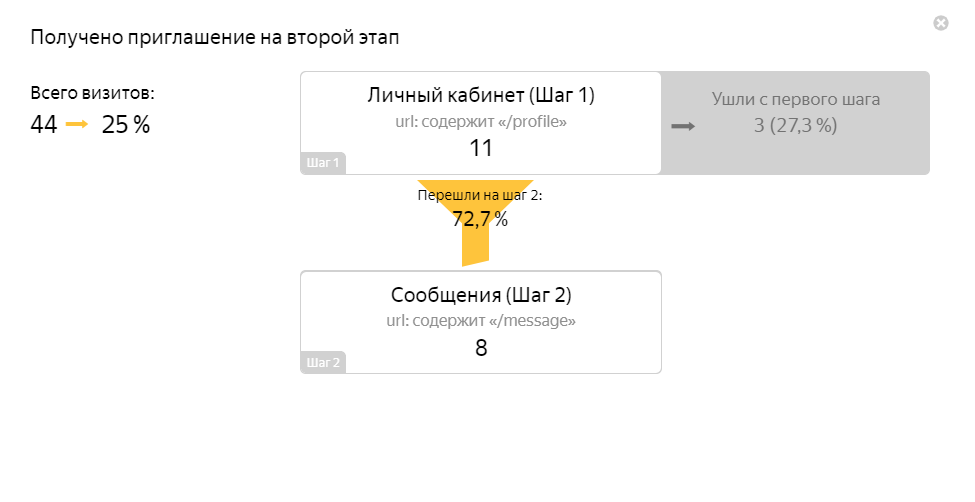 Получено приглашение на второй этап
Всего визитов:
44 → 25 %
Личный кабинет (Шаг 1)
url: содержит «/profile»
11
Шаг 1
→
Ушли с первого шага
3 (27,3 %)
Перешли на шаг 2:
72,7 %
Сообщения (Шаг 2)
url: содержит «/message»
8
Шаг 2